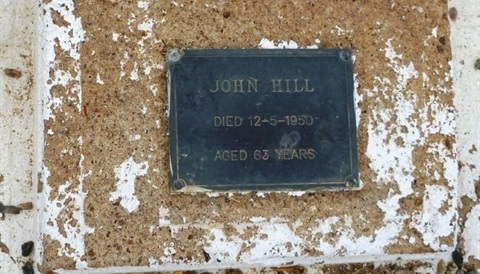 JOHN HILL
DIED 12-5-1950
AGED 63 YEARS